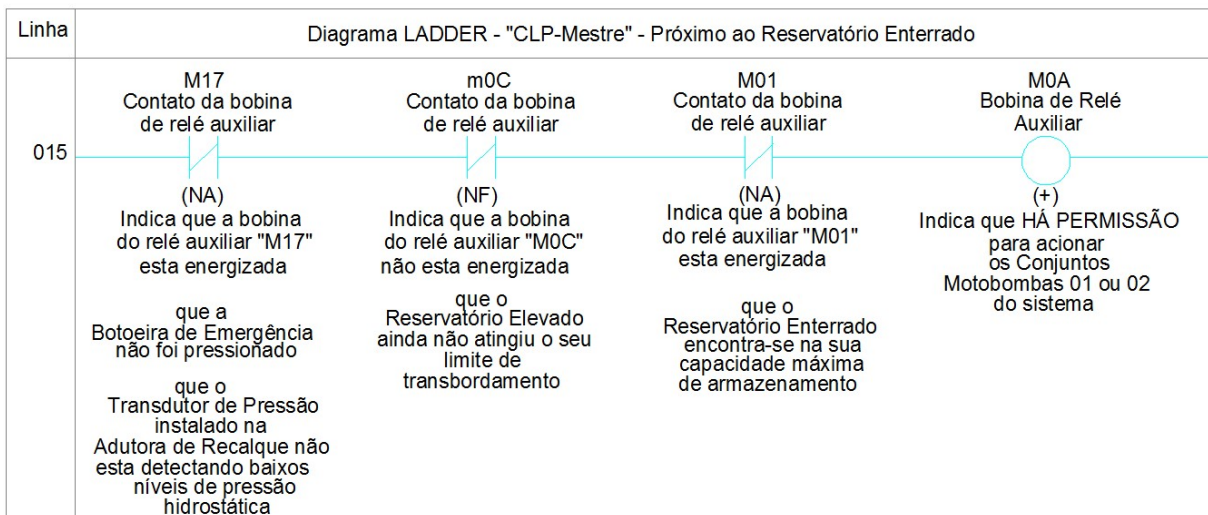 Linha
Diagrama LADDER - "CLP-Mestre" - Próximo ao Reservatório Enterrado
015
M17
Contato da bobina
de relé auxiliar
(NA)
Indica que a bobina
do relé auxiliar "M17"
esta energizada
que a
Botoeira de Emergência
não foi pressionado
que o
Transdutor de Pressão
instalado na
Adutora de Recalque não
esta detectando baixos
níveis de pressão
hidrostática
m0C
Contato da bobina
de relé auxiliar
(NF)
Indica que a bobina
do relé auxiliar "M0C"
não esta energizada
que o
Reservatório Elevado
ainda não atingiu o seu
limite de
transbordamento
M01
Contato da bobina
de relé auxiliar
(NA)
Indica que a bobina
do relé auxiliar "M01"
esta energizada
que o
Reservatório Enterrado
encontra-se na sua
capacidade máxima
de armazenamento
M0A
Bobina de Relé
Auxiliar
(+)
Indica que HÁ PERMISSÃO
para acionar
os Conjuntos
Motobombas 01 ou 02
do sistema